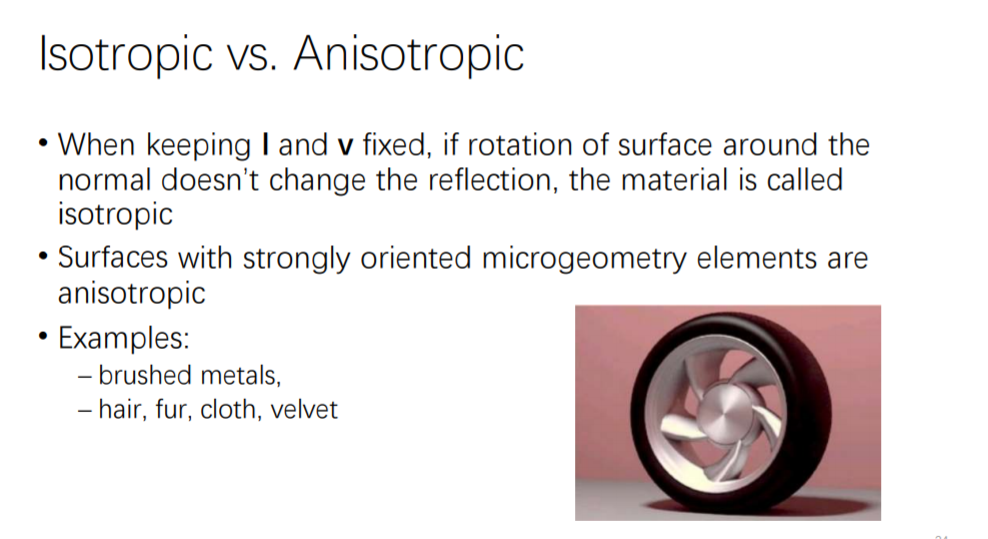 Isotropic vs. Anisotropic
• When keeping l and v fixed, if rotation of surface around the
normal doesn't change the reflection, the material is called
isotropic
• Surfaces with strongly oriented microgeometry elements are
anisotropic
• Examples:
– brushed metals,
– hair, fur, cloth, velvet